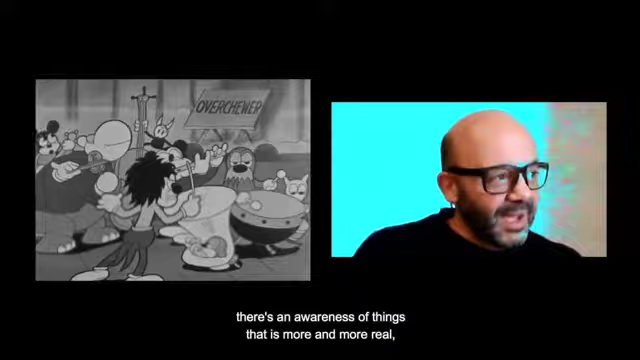 OVERCHEWER
there's an awareness of things
that is more and more real,